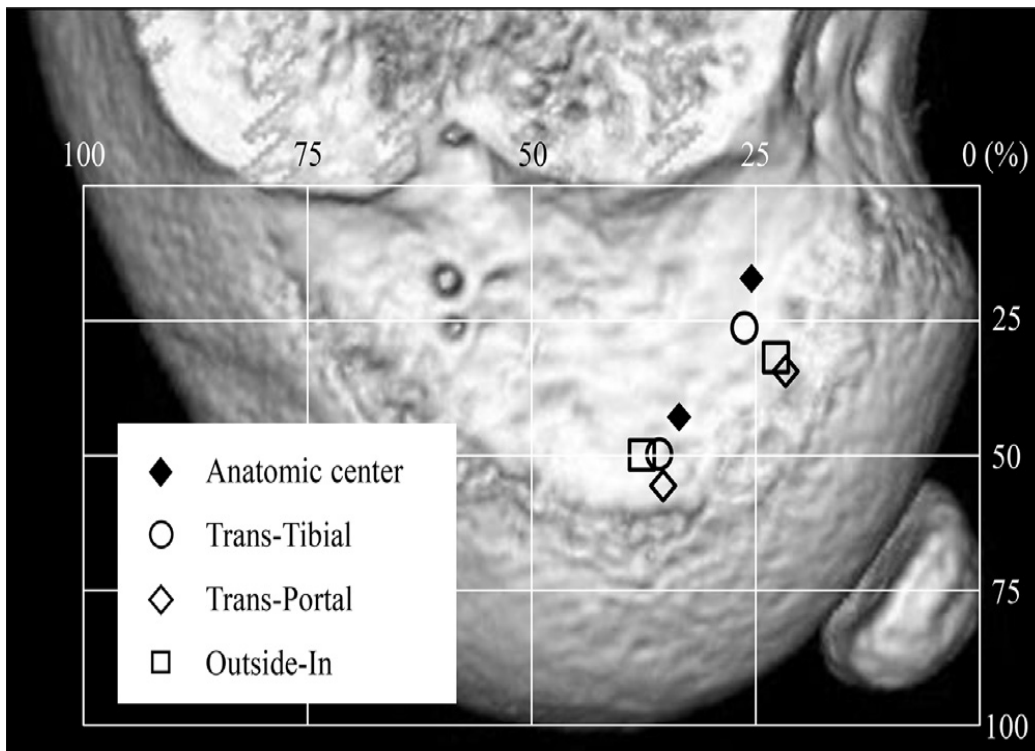 100 75 50 25 0 (%)
25
50
75
100
Anatomic center
Trans-Tibial
Trans-Portal
Outside-In